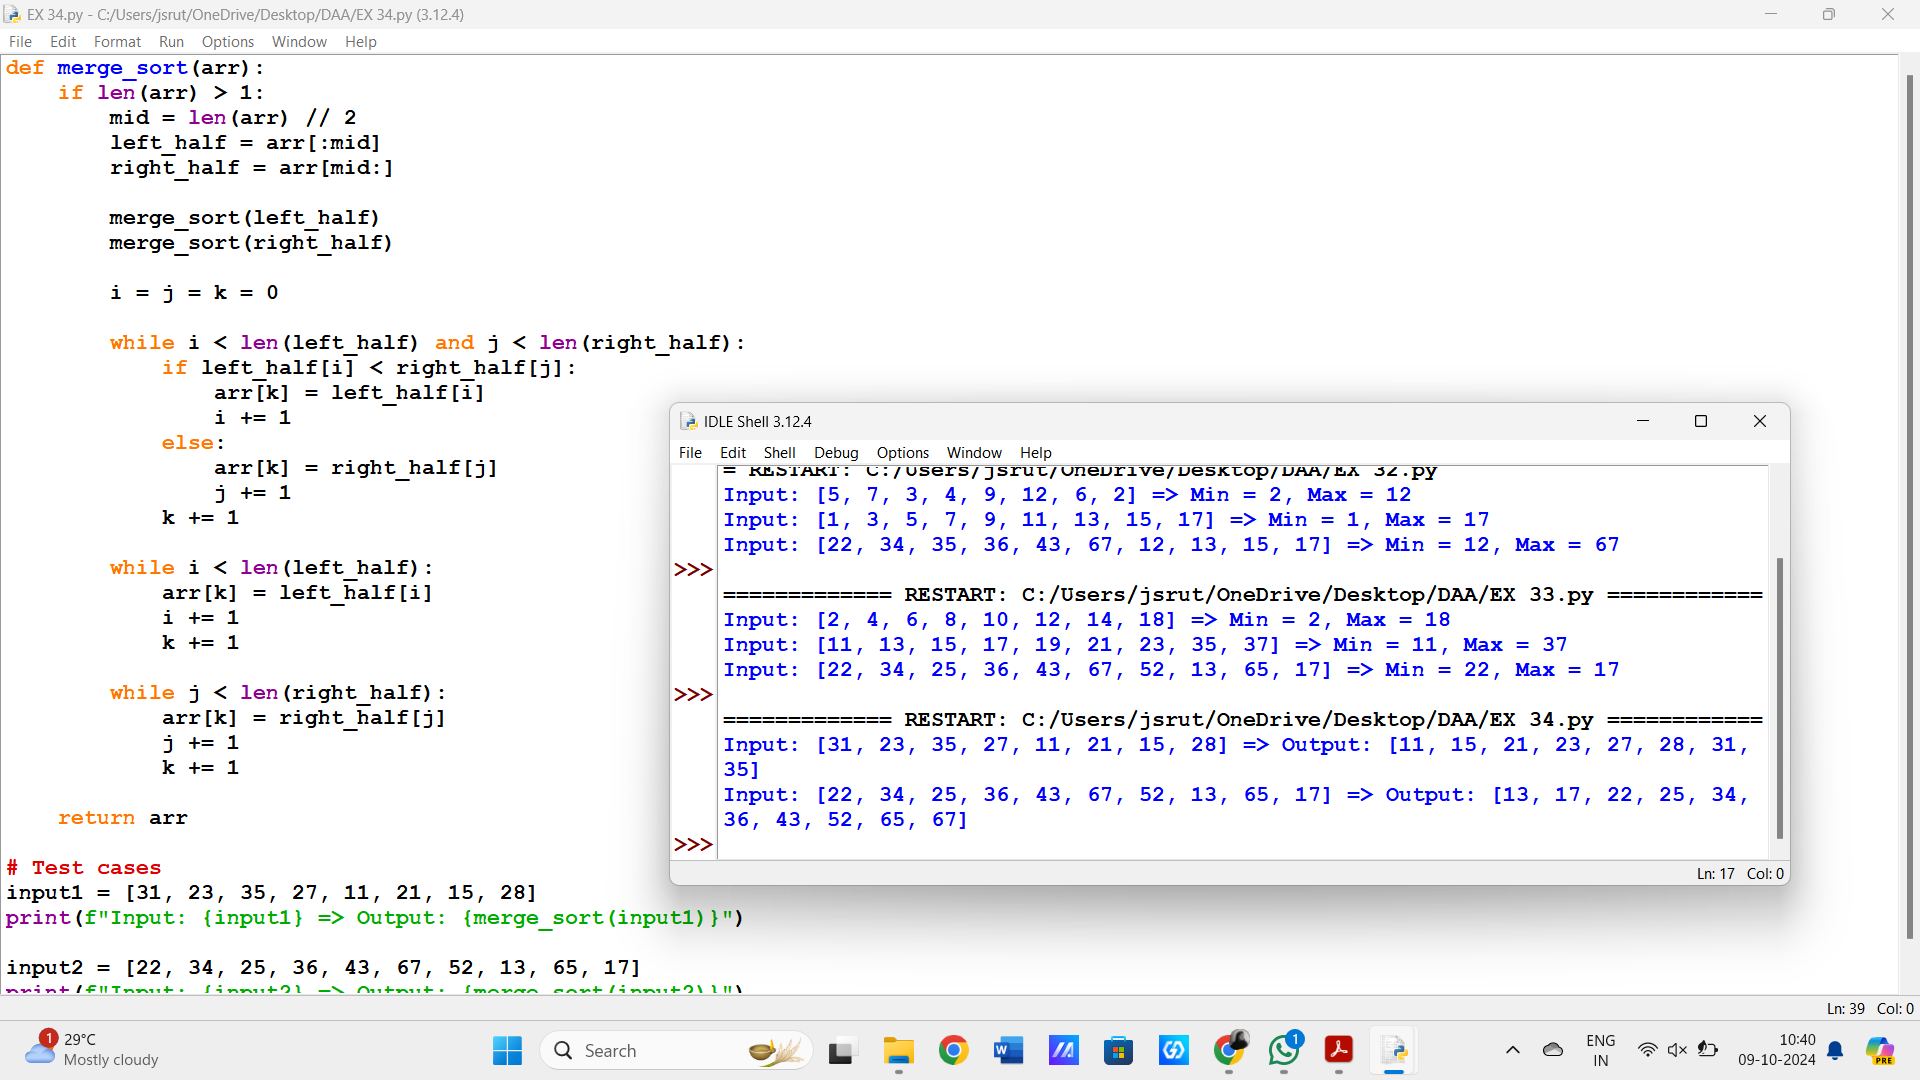 EX 34.py - C:/Users/jsrut/OneDrive/Desktop/DAA/EX 34.py (3.12.4)
File Edit Format Run Options Window Help
def merge_sort(arr):
    if len(arr) > 1:
        mid = len(arr) // 2
        left_half = arr[:mid]
        right_half = arr[mid:]
        merge_sort(left_half)
        merge_sort(right_half)
        i = j = k = 0
        while i < len(left_half) and j < len(right_half):
            if left_half[i] < right_half[j]:
                arr[k] = left_half[i]
                i += 1
            else:
                arr[k] = right_half[j]
                j += 1
            k += 1
        while i < len(left_half):
            arr[k] = left_half[i]
            i += 1
            k += 1
        while j < len(right_half):
            arr[k] = right_half[j]
            j += 1
            k += 1
    return arr
# Test cases
input1 = [31, 23, 35, 27, 11, 21, 15, 28]
print(f"Input: {input1} => Output: {merge_sort(input1)}")
input2 = [22, 34, 25, 36, 43, 67, 52, 13, 65, 17]
print(f"Input: {input2} => Output: {merge_sort(input2)}")
Ln: 39 Col: 0
IDLE Shell 3.12.4
File Edit Shell Debug Options Window Help
= RESTART: C:/Users/jsrut/OneDrive/Desktop/DAA/EX 32.py
Input: [5, 7, 3, 4, 9, 12, 6, 2] => Min = 2, Max = 12
Input: [1, 3, 5, 7, 9, 11, 13, 15, 17] => Min = 1, Max = 17
Input: [22, 34, 35, 36, 43, 67, 12, 13, 15, 17] => Min = 12, Max = 67
>>>
============= RESTART: C:/Users/jsrut/OneDrive/Desktop/DAA/EX 33.py ============
Input: [2, 4, 6, 8, 10, 12, 14, 18] => Min = 2, Max = 18
Input: [11, 13, 15, 17, 19, 21, 23, 35, 37] => Min = 11, Max = 37
Input: [22, 34, 25, 36, 43, 67, 52, 13, 65, 17] => Min = 22, Max = 17
>>>
============= RESTART: C:/Users/jsrut/OneDrive/Desktop/DAA/EX 34.py ============
Input: [31, 23, 35, 27, 11, 21, 15, 28] => Output: [11, 15, 21, 23, 27, 28, 31,
35]
Input: [22, 34, 25, 36, 43, 67, 52, 13, 65, 17] => Output: [13, 17, 22, 25, 34,
36, 43, 52, 65, 67]
>>>
Ln: 17 Col: 0
1
29°C
Mostly cloudy
Search
W
1
ENG
IN
10:40
09-10-2024
PRE